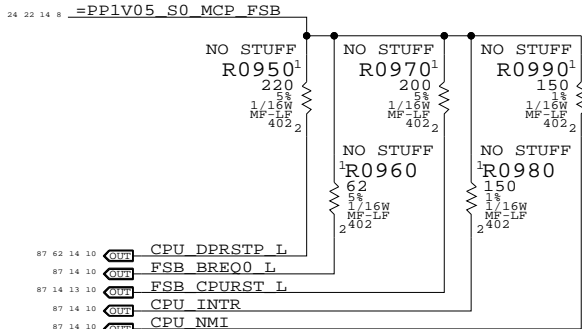 24 22 14 8 =PP1V05_S0_MCP_FSB
NO STUFF NO STUFF NO STUFF
R0950 1 R0970 1 R0990 1
220 200 150
5% 5% 1%
1/16W 1/16W 1/16W
MF-LF MF-LF MF-LF
402 2 402 2 402 2
NO STUFF NO STUFF
1 R0960 1 R0980
62 150
5% 1%
1/16W 1/16W
MF-LF MF-LF
2 402 2 402
87 62 14 10 OUT CPU_DPRSTP_L
87 14 10 OUT FSB_BREQ0_L
87 14 13 10 OUT FSB_CPURST_L
87 14 10 OUT CPU_INTR
87 14 10 OUT CPU_NMI